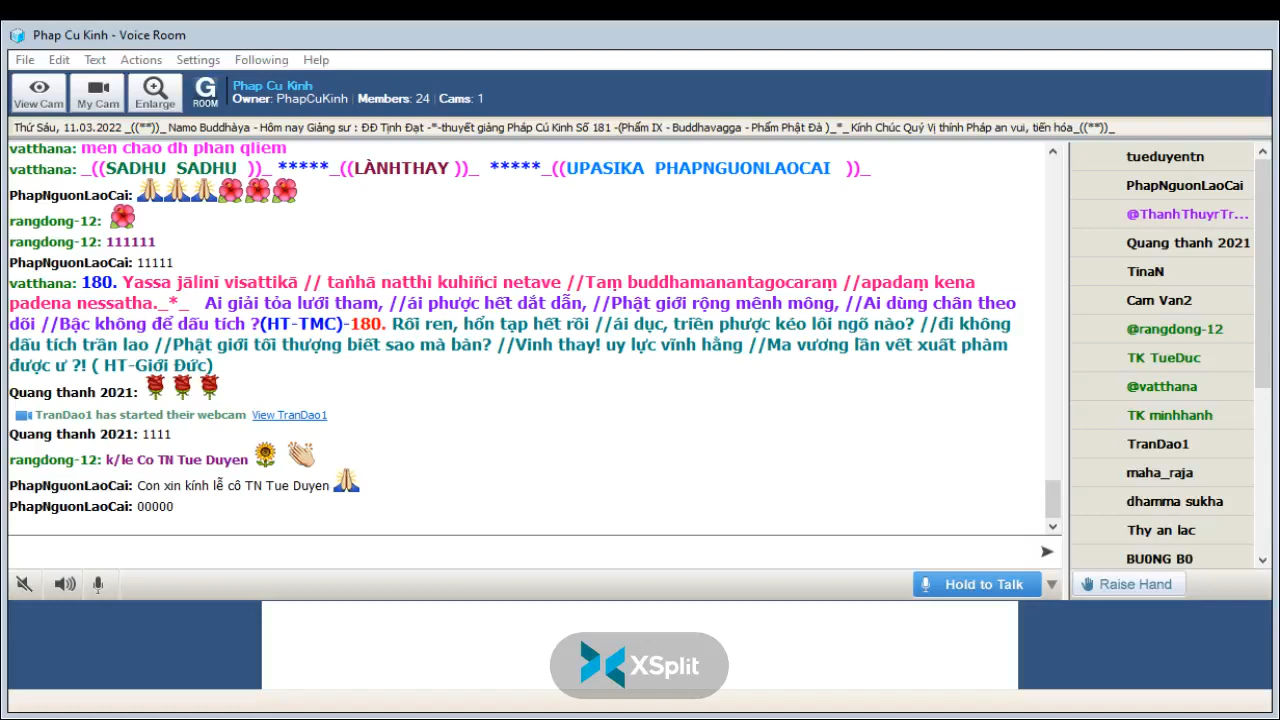 Phap Cu Kinh - Voice Room
File Edit Text Actions Settings Following Help
View Cam My Cam Enlarge G ROOM
Phap Cu Kinh
Owner: PhapCuKinh | Members: 24 | Cams: 1
Thứ Sáu, 11.03.2022 _((**))_ Namo Buddhàya - Hôm nay Giảng sư : ĐĐ Tịnh Đạt -*-thuyết giảng Pháp Cú Kinh Số 181 -(Phẩm IX - Buddhavagga - Phẩm Phật Đà )_*_ Kính Chúc Quý Vị thính Pháp an vui, tiến hóa_((**))_
vatthana: men chao dh phan qliem
vatthana: _((SADHU SADHU ))_ *****_((LÀNHTHAY ))_ *****_((UPASIKA PHAPNGUONLAOCAI ))_
PhapNguonLaoCai: 🙏🙏🙏🌺🌺🌺
rangdong-12: 🌺
rangdong-12: 111111
PhapNguonLaoCai: 11111
vatthana: 180. Yassa jālinī visattikā // taṅhā natthi kuhiñci netave //Taṃ buddhamanantagocaraṃ //apadaṃ kena
padena nessatha._*_ Ai giải tỏa lưới tham, //ái phược hết dắt dẫn, //Phật giới rộng mênh mông, //Ai dùng chân theo
dõi //Bậc không để dấu tích ?(HT-TMC)-180. Rối ren, hổn tạp hết rồi //ái dục, triền phược kéo lôi ngõ nào? //đi không
dấu tích trần lao //Phật giới tối thượng biết sao mà bàn? //Vinh thay! uy lực vĩnh hằng //Ma vương lần vết xuất phàm
được ư ?! ( HT-Giới Đức)
Quang thanh 2021: 🌹🌹🌹
TranDao1 has started their webcam View TranDao1
Quang thanh 2021: 1111
rangdong-12: k/le Co TN Tue Duyen 🌻 👏
PhapNguonLaoCai: Con xin kính lễ cô TN Tue Duyen 🙏
PhapNguonLaoCai: 00000
Hold to Talk
tueduyentn
PhapNguonLaoCai
@ThanhThuyrTr...
Quang thanh 2021
TinaN
Cam Van2
@rangdong-12
TK TueDuc
@vatthana
TK minhhanh
TranDao1
maha_raja
dhamma sukha
Thy an lac
BU0NG B0
Raise Hand
XSplit